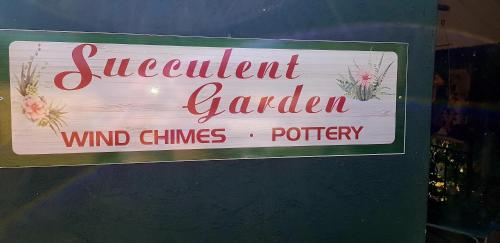 Succulent
Garden
WIND CHIMES · POTTERY